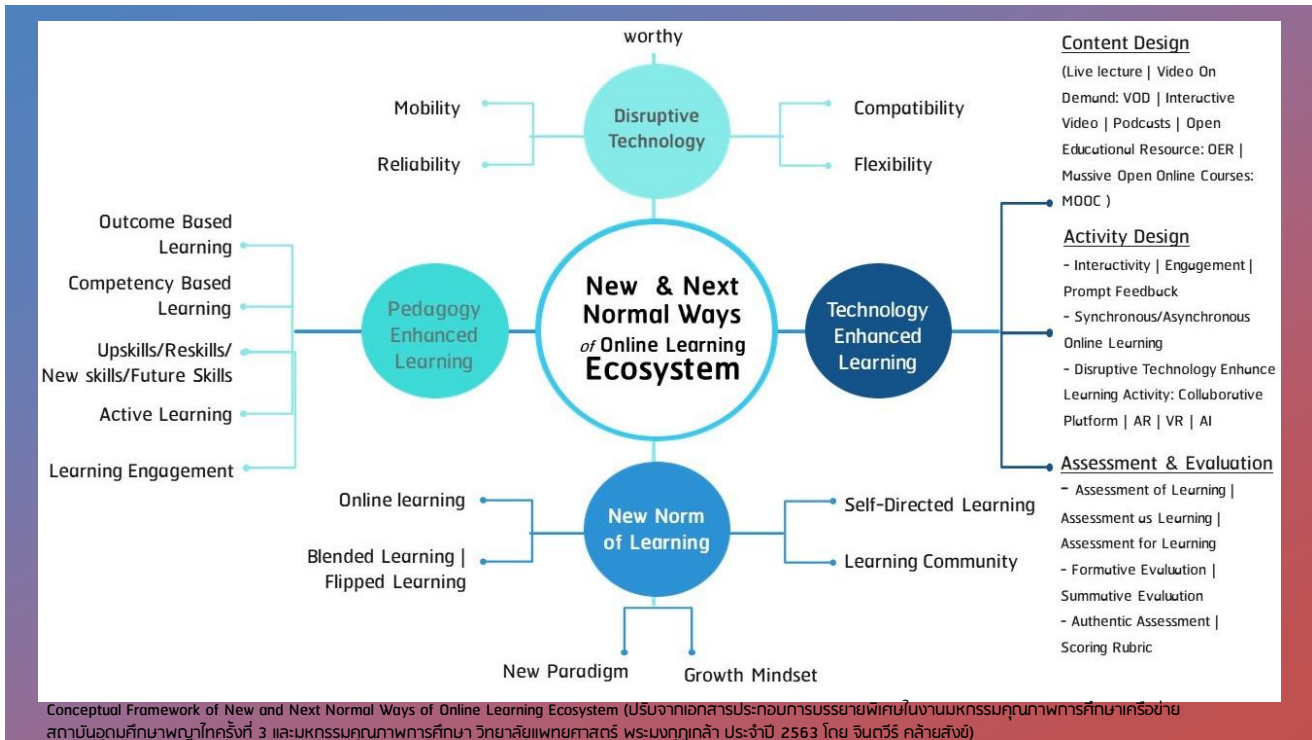 worthy
Disruptive
Technology
Mobility
Reliability
Compatibility
Flexibility
New & Next
Normal Ways
of Online Learning
Ecosystem
Pedagogy
Enhanced
Learning
Outcome Based
Learning
Competency Based
Learning
Upskills/Reskills/
New skills/Future Skills
Active Learning
Learning Engagement
Technology
Enhanced
Learning
Content Design
(Live lecture | Video On
Demand: VOD | Interactive
Video | Podcasts | Open
Educational Resource: OER |
Massive Open Online Courses:
MOOC )
Activity Design
- Interactivity | Engagement |
Prompt Feedback
- Synchronous/Asynchronous
Online Learning
- Disruptive Technology Enhance
Learning Activity: Collaborative
Platform | AR | VR | AI
Assessment & Evaluation
- Assessment of Learning |
Assessment as Learning |
Assessment for Learning
- Formative Evaluation |
Summative Evaluation
- Authentic Assessment |
Scoring Rubric
New Norm
of Learning
Online learning
Blended Learning |
Flipped Learning
Self-Directed Learning
Learning Community
New Paradigm
Growth Mindset
Conceptual Framework of New and Next Normal Ways of Online Learning Ecosystem (ปรับจากเอกสารประกอบการบรรยายพิเศษในงานมหกรรมคุณภาพการศึกษาเครือข่าย
สถาบันอุดมศึกษาพญาไทครั้งที่ 3 และมหกรรมคุณภาพการศึกษา วิทยาลัยแพทยศาสตร์ พระมงกุฎเกล้า ประจำปี 2563 โดย จินตวีร์ คล้ายสังข์)